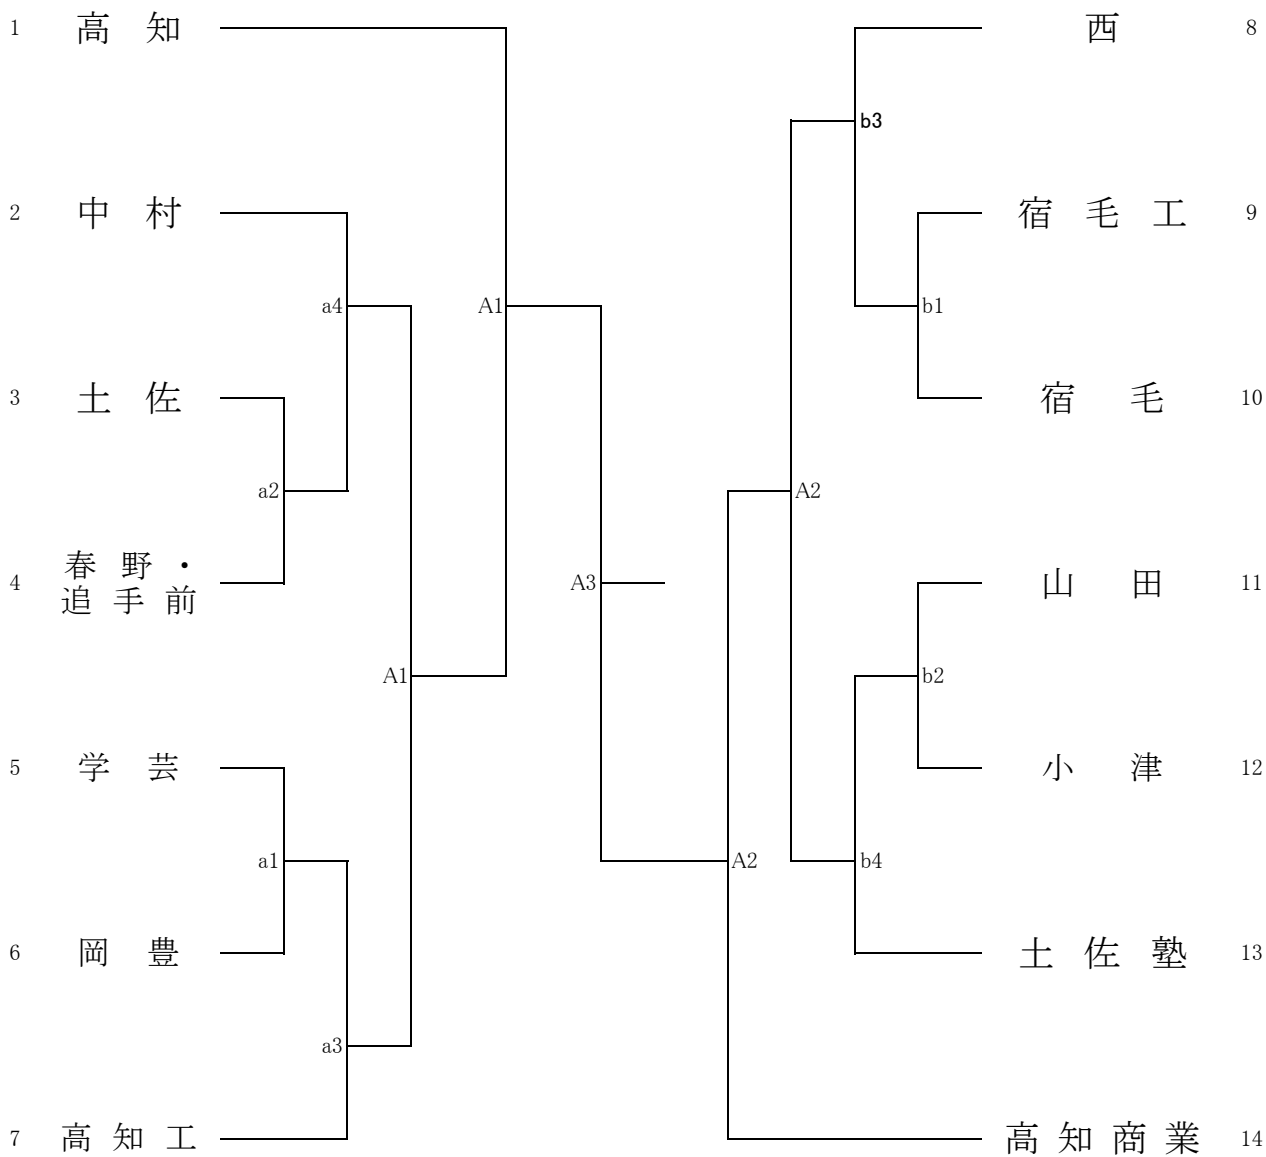 1 高 知
西 8
b3
2 中 村
宿 毛 工 9
a4
A1
b1
3 土 佐
宿 毛 10
a2
A2
4 春 野 ・
追 手 前
A3
山 田 11
A1
b2
5 学 芸
小 津 12
a1
A2
b4
6 岡 豊
土 佐 塾 13
a3
7 高 知 工
高 知 商 業 14